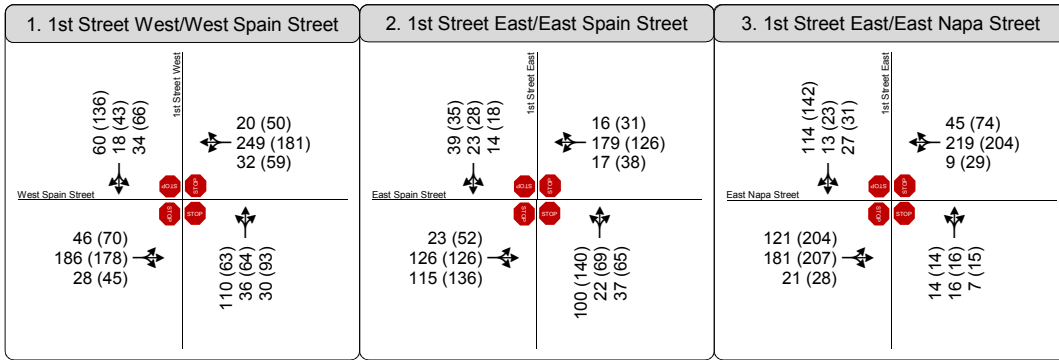 1. 1st Street West/West Spain Street
1st Street West
60 (136)
18 (43)
34 (66)
20 (50)
249 (181)
32 (59)
West Spain Street
STOP
STOP
STOP
STOP
46 (70)
186 (178)
28 (45)
110 (63)
36 (64)
30 (93)
2. 1st Street East/East Spain Street
1st Street East
39 (35)
23 (28)
14 (18)
16 (31)
179 (126)
17 (38)
East Spain Street
STOP
STOP
STOP
STOP
23 (52)
126 (126)
115 (136)
100 (140)
22 (69)
37 (65)
3. 1st Street East/East Napa Street
1st Street East
114 (142)
13 (23)
27 (31)
45 (74)
219 (204)
9 (29)
East Napa Street
STOP
STOP
STOP
STOP
121 (204)
181 (207)
21 (28)
14 (14)
16 (16)
7 (15)